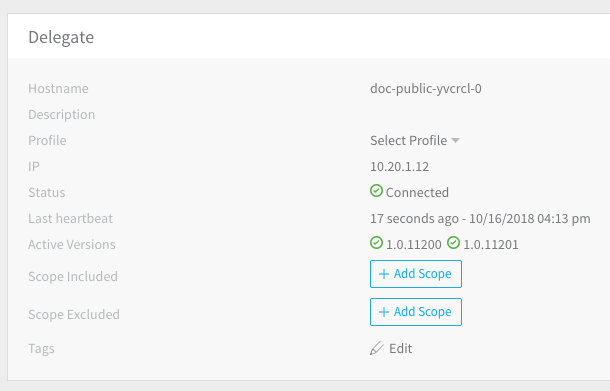 Delegate
Hostname doc-public-yvcrcl-0
Description
Profile Select Profile
IP 10.20.1.12
Status Connected
Last heartbeat 17 seconds ago - 10/16/2018 04:13 pm
Active Versions 1.0.11200 1.0.11201
Scope Included + Add Scope
Scope Excluded + Add Scope
Tags Edit